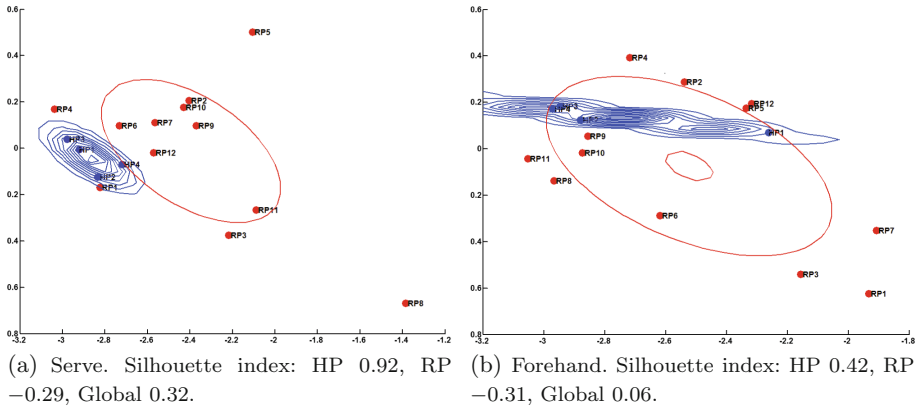 0.6
0.4
0.2
0
0.2
0.4
0.6
0.8
-3.2 -3 -2.8 -2.6 -2.4 -2.2 -2 -1.8 -1.6 -1.4 -1.2
RP5
RP4
RP2
RP10
RP6
RP7
RP9
HP3
HP1
RP12
HP4
HP2
RP1
RP11
RP3
RP8
(a) Serve. Silhouette index: HP 0.92, RP
−0.29, Global 0.32.
0.6
0.4
0.2
0
0.2
0.4
0.6
0.8
-3.2 -3 -2.8 -2.6 -2.4 -2.2 -2 -1.8
RP4
RP2
RP12
RP5
HP3
HP4
HP2
HP1
RP9
RP10
RP11
RP8
RP6
RP7
RP3
RP1
(b) Forehand. Silhouette index: HP 0.42, RP
−0.31, Global 0.06.